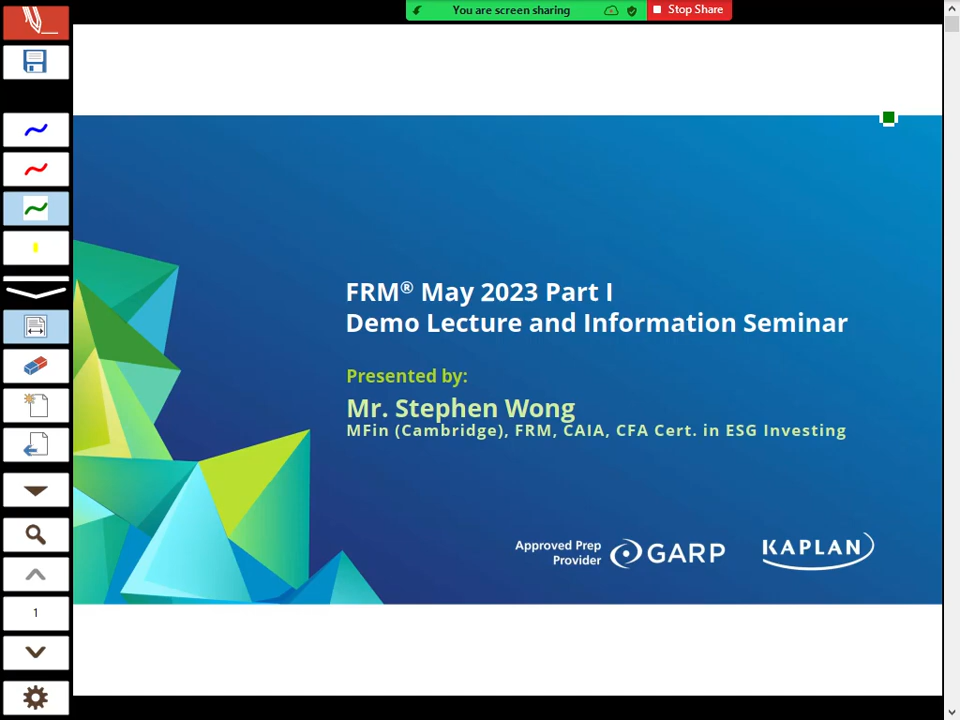 You are screen sharing
Stop Share
FRM® May 2023 Part I
Demo Lecture and Information Seminar
Presented by:
Mr. Stephen Wong
MFin (Cambridge), FRM, CAIA, CFA Cert. in ESG Investing
Approved Prep
Provider
GARP
KAPLAN
1